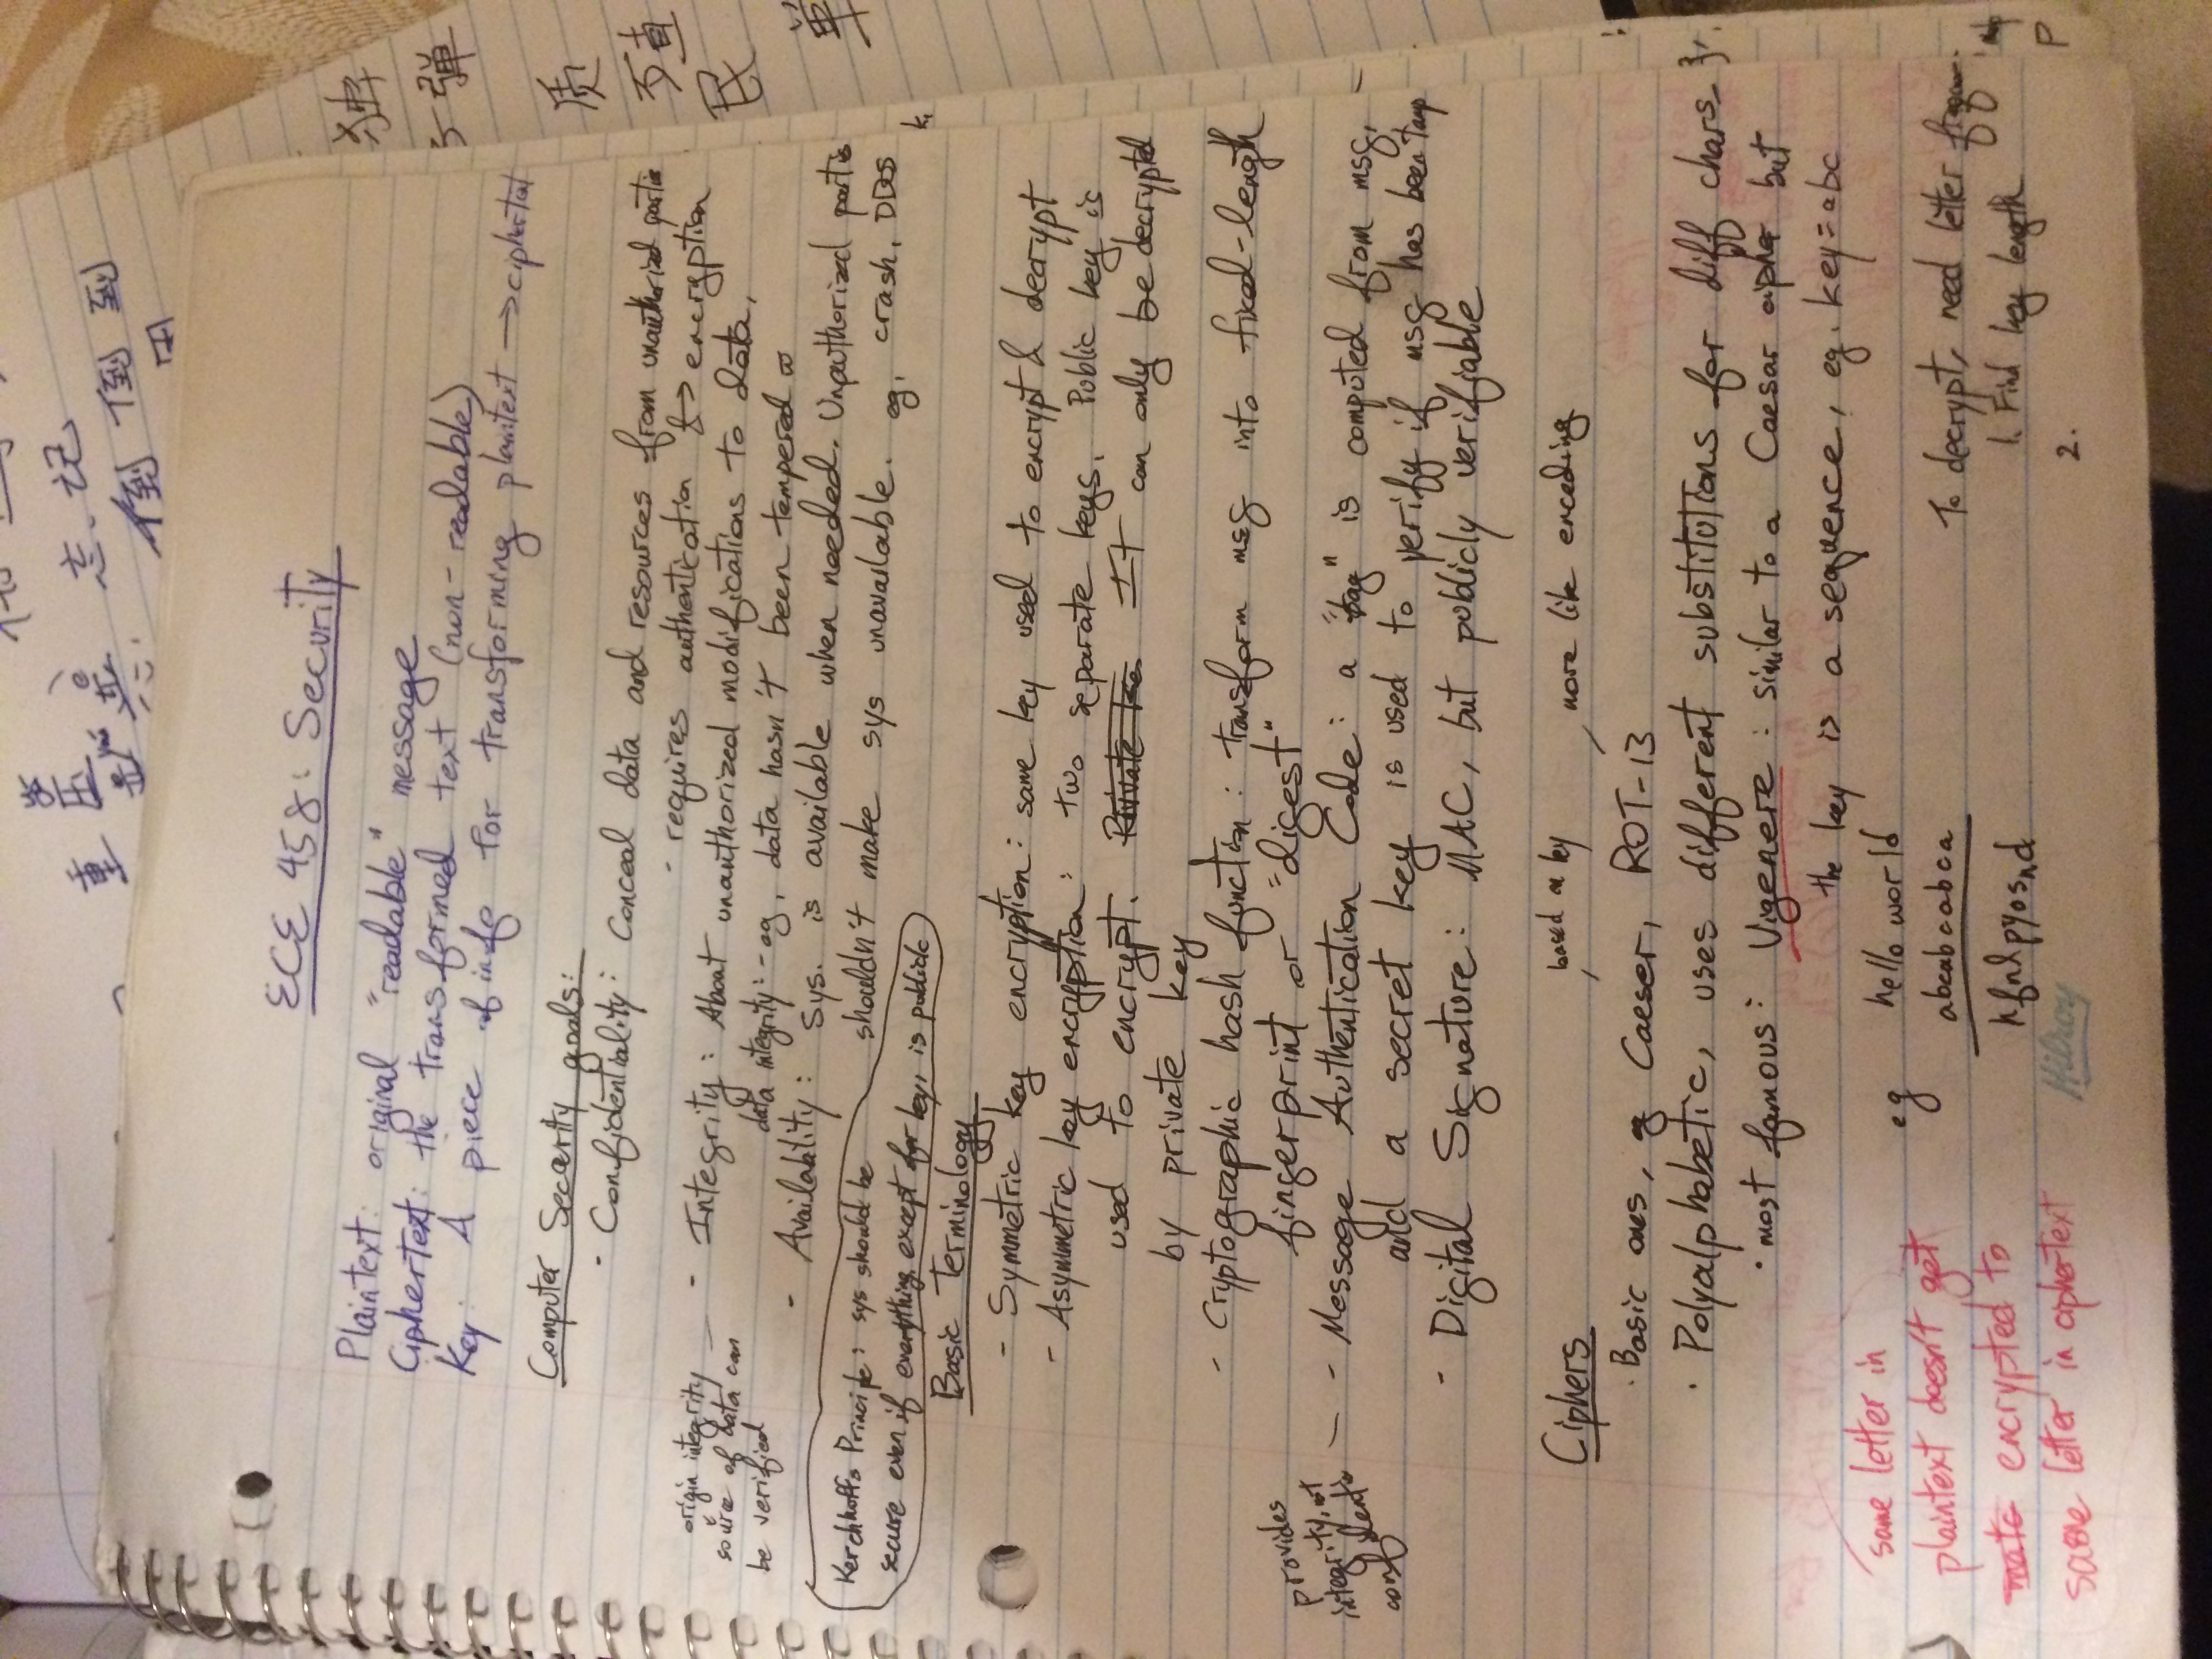 重 压 忘记
倒 倒 到
ECE 458: Security
Plaintext: original "readable" message
Ciphertext: the transformed text (non-readable)
Key: A piece of info for transforming plaintext → ciphertext
Computer Security goals:
- Confidentiality: Conceal data and resources from unauthorized parties
- requires authentication & → encryption
origin integrity
source of data can
be verified
- Integrity: About unauthorized modifications to data,
data integrity: - eg, data hasn't been tempered w
- Availability: Sys. is available when needed. Unauthorized parties
shouldn't make sys unavailable. eg, crash, DDoS
Kerchhoffs Principle: sys should be
secure even if everything, except for key, is publick
Basic Terminology
- Symmetric key encryption: same key used to encrypt & decrypt
- Asymmetric key encryption: two separate keys. Public key is
used to encrypt. Private key It can only be decrypted
by private key
- Cryptographic hash function: transform msg into fixed-length
fingerprint or "digest"
provides
integrity, not
- Message Authentication Code: a "tag" is computed from msg,
and a secret key is used to verify if msg has been tamp
- Digital Signature: MAC, but publicly verifiable
Ciphers
based on key
more like encoding
· Basic ones, eg Caeser, ROT-13
· Polyalphabetic, uses different substitutions for diff chars
· most famous: Vigenere: similar to a Caesar cipher but
the key is a sequence, eg. key=abc
same letter in
plaintext doesn't get
encrypted to
same letter in ciphertext
eg
hello world
abcabcabca
hfnlpyosnd
To decrypt, need letter
1. Find key length
2.
Hilroy
独
弹
质
殖
民
单